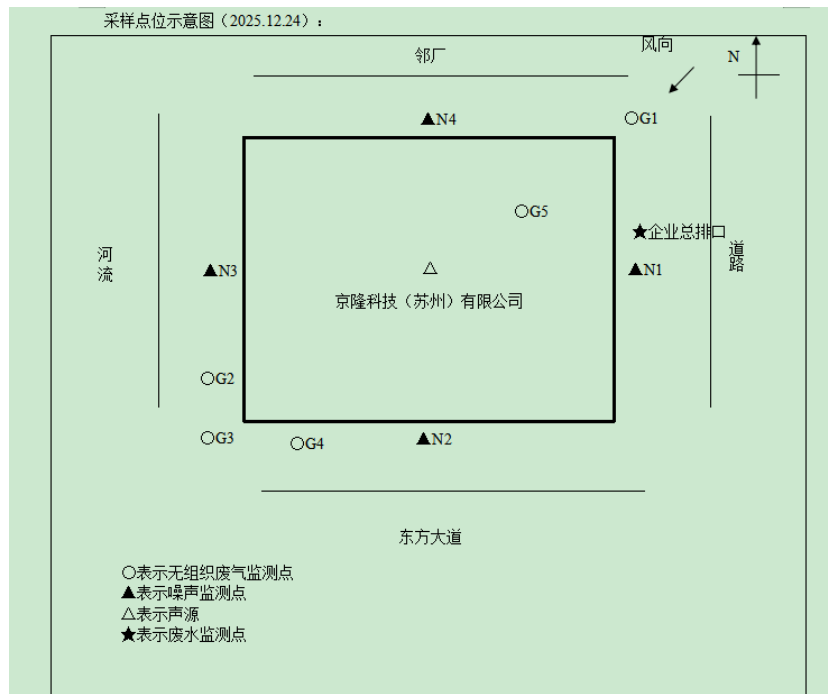 采样点位示意图（2025.12.24）：
风向
邻厂
N
▲N4
○G1
○G5
★企业总排口
河流
道路
▲N3
△
▲N1
京隆科技（苏州）有限公司
○G2
○G3
○G4
▲N2
东方大道
○表示无组织废气监测点
▲表示噪声监测点
△表示声源
★表示废水监测点